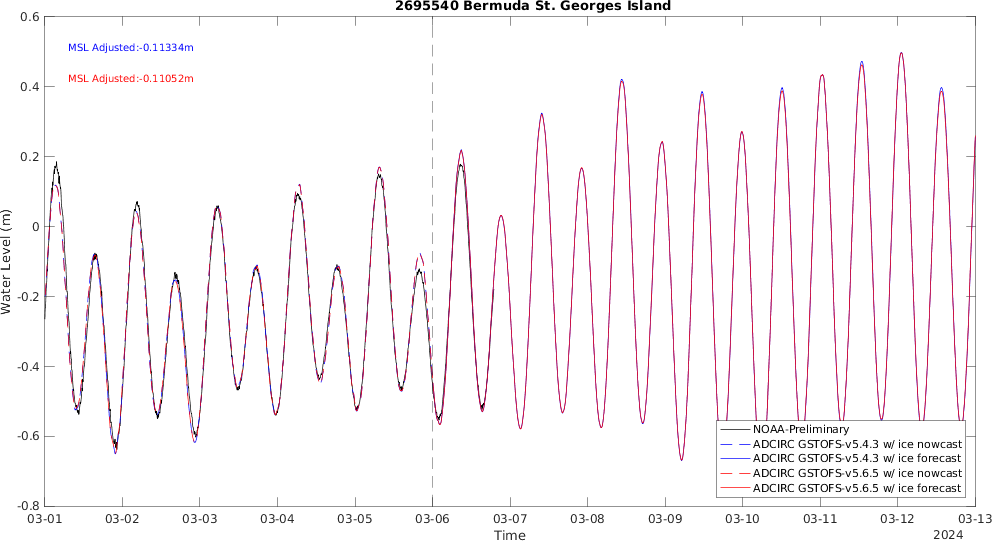 2695540 Bermuda St. Georges Island
0.6
MSL Adjusted:-0.11334m
MSL Adjusted:-0.11052m
0.4
0.2
0
-0.2
-0.4
-0.6
-0.8
Water Level (m)
NOAA-Preliminary
ADCIRC GSTOFS-v5.4.3 w/ ice nowcast
ADCIRC GSTOFS-v5.4.3 w/ ice forecast
ADCIRC GSTOFS-v5.6.5 w/ ice nowcast
ADCIRC GSTOFS-v5.6.5 w/ ice forecast
03-01 03-02 03-03 03-04 03-05 03-06 03-07 03-08 03-09 03-10 03-11 03-12 03-13
Time
2024